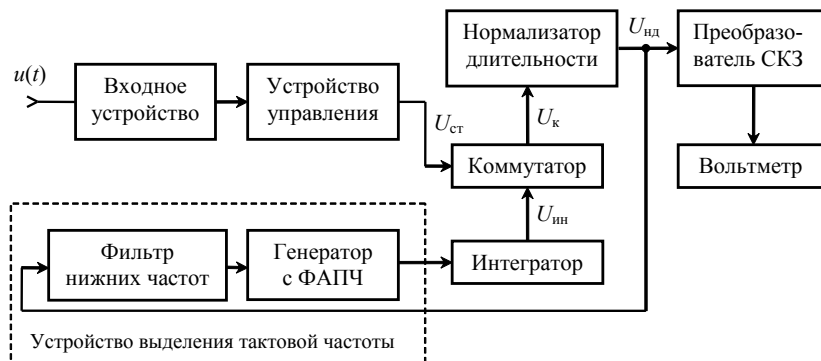 u(t)
Входное
устройство
Устройство
управления
Uст
Нормализатор
длительности
Uнд
Преобразо-
ватель СКЗ
Uк
Коммутатор
Вольтметр
Uин
Фильтр
нижних частот
Генератор
с ФАПЧ
Интегратор
Устройство выделения тактовой частоты